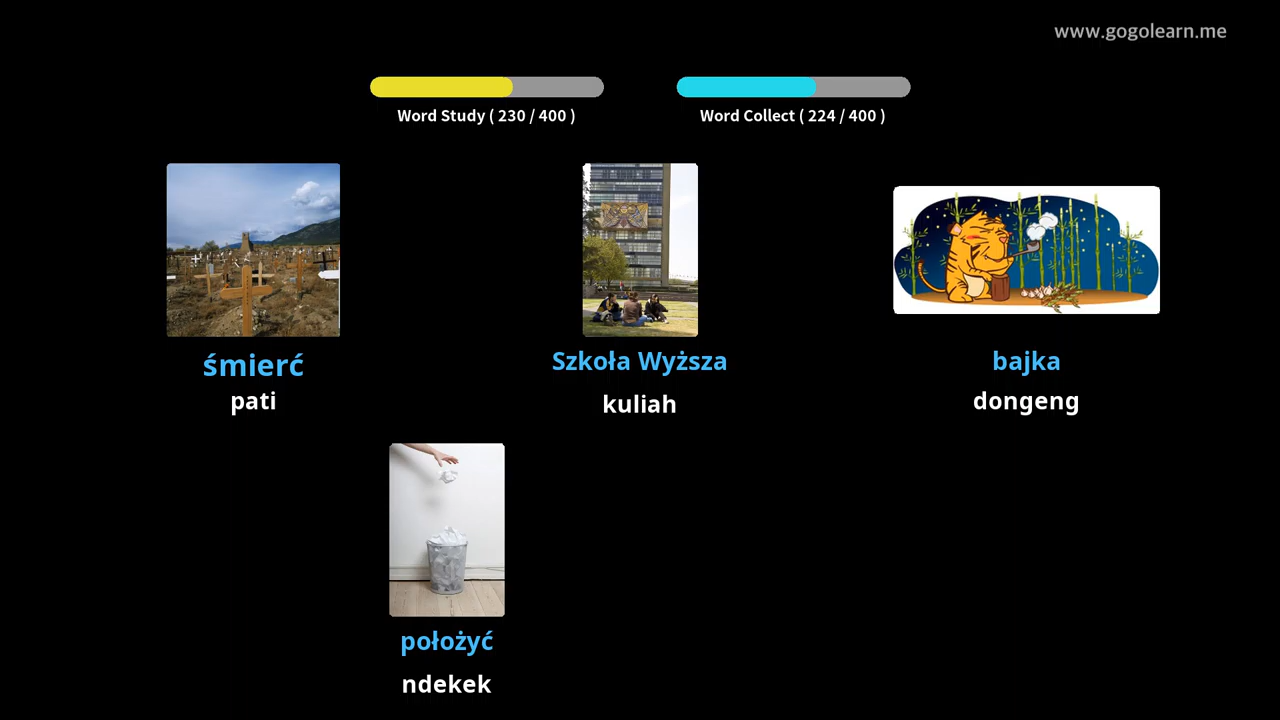 www.gogolearn.me
Word Study ( 230 / 400 )
Word Collect ( 224 / 400 )
śmierć
pati
Szkoła Wyższa
kuliah
bajka
dongeng
położyć
ndekek